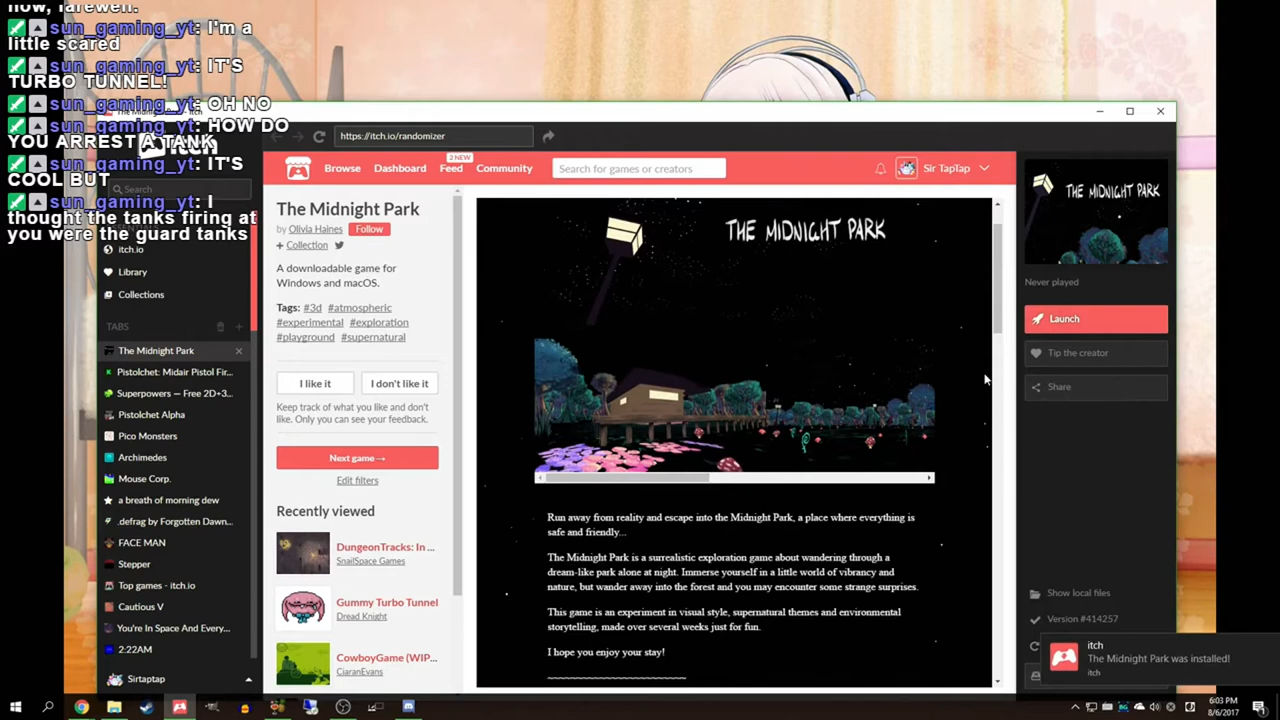 now, farewell.
sun_gaming_yt: I'm a
little scared
sun_gaming_yt: IT'S
TURBO TUNNEL!
sun_gaming_yt: OH NO
sun_gaming_yt: HOW DO
YOU ARREST A TANK
sun_gaming_yt: IT'S
COOL BUT
sun_gaming_yt: I
thought the tanks firing at
you were the guard tanks
Search
itch.io
Library
Collections
TABS
The Midnight Park
Pistolchet: Midair Pistol Fir...
Superpowers — Free 2D+3...
Pistolchet Alpha
Pico Monsters
Archimedes
Mouse Corp.
a breath of morning dew
.defrag by Forgotten Dawn...
FACE MAN
Stepper
Top games - itch.io
Cautious V
You're In Space And Every...
2:22AM
Sirtaptap
https://itch.io/randomizer
Browse
Dashboard
2 NEW
Feed
Community
Search for games or creators
Sir TapTap
The Midnight Park
by Olivia Haines Follow
+ Collection
A downloadable game for
Windows and macOS.
Tags: #3d #atmospheric
#experimental #exploration
#playground #supernatural
I like it
I don't like it
Keep track of what you like and don't
like. Only you can see your feedback.
Next game→
Edit filters
Recently viewed
DungeonTracks: In ...
SnailSpace Games
Gummy Turbo Tunnel
Dread Knight
CowboyGame (WIP...
CiaranEvans
THE MIDNIGHT PARK
Run away from reality and escape into the Midnight Park, a place where everything is
safe and friendly...
The Midnight Park is a surrealistic exploration game about wandering through a
dream-like park alone at night. Immerse yourself in a little world of vibrancy and
nature, but wander away into the forest and you may encounter some strange surprises.
This game is an experiment in visual style, supernatural themes and environmental
storytelling, made over several weeks just for fun.
I hope you enjoy your stay!
~~~~~~~~~~~~~~~~~~~~~~~
THE MIDNIGHT PARK
Never played
Launch
Tip the creator
Share
Show local files
Version #414257
itch
The Midnight Park was installed!
itch
6:03 PM
8/6/2017